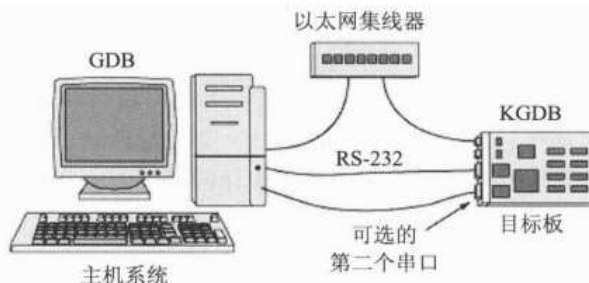 以太网集线器
GDB
KGDB
RS-232
目标板
可选的
第二个串口
主机系统